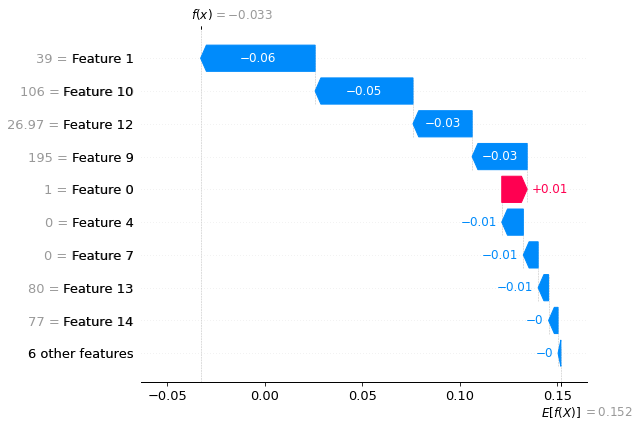 f(x) = −0.033
39 = Feature 1
−0.06
106 = Feature 10
−0.05
26.97 = Feature 12
−0.03
195 = Feature 9
−0.03
1 = Feature 0
+0.01
0 = Feature 4
−0.01
0 = Feature 7
−0.01
80 = Feature 13
−0.01
77 = Feature 14
−0
6 other features
−0
−0.05 0.00 0.05 0.10 0.15
E[f(X)] = 0.152